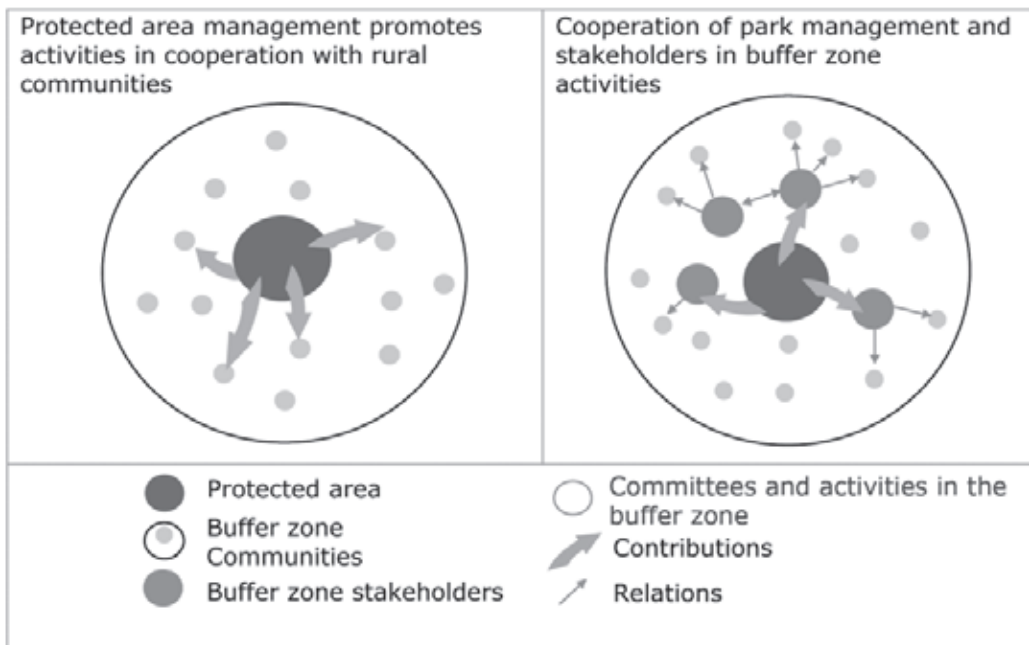 Protected area management promotes
activities in cooperation with rural
communities
Cooperation of park management and
stakeholders in buffer zone
activities
Protected area
Buffer zone
Communities
Buffer zone stakeholders
Committees and activities in the
buffer zone
Contributions
Relations